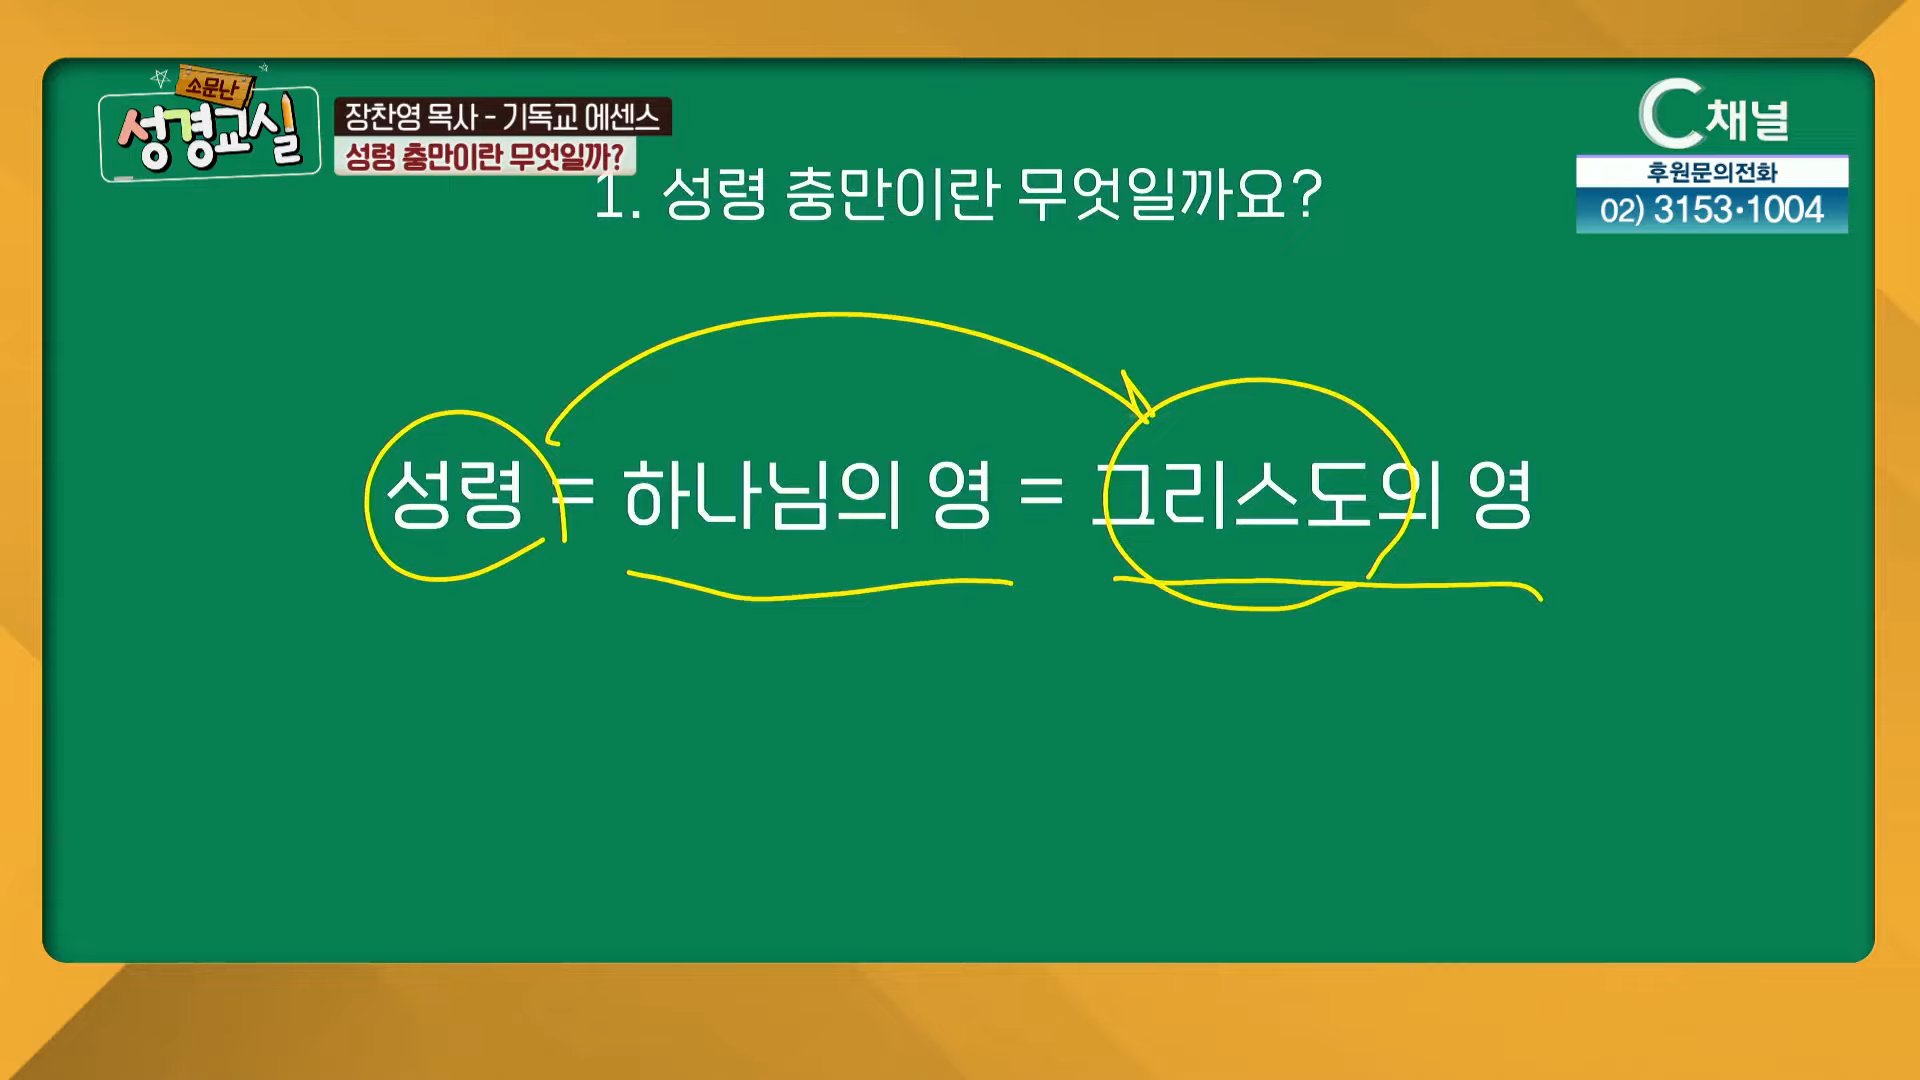 소문난
성경교실
장찬영 목사 - 기독교 에센스
성령 충만이란 무엇일까?
C채널
후원문의전화
02) 3153·1004
1. 성령 충만이란 무엇일까요?
성령 = 하나님의 영 = 그리스도의 영